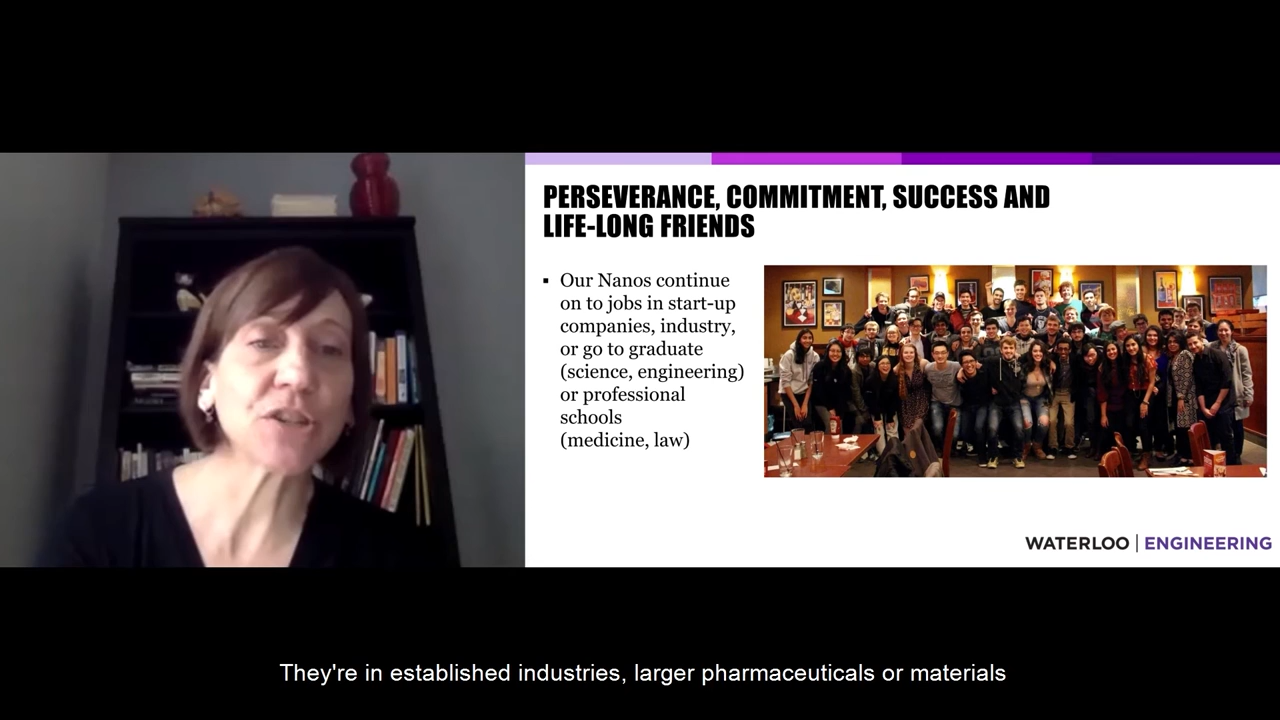 PERSEVERANCE, COMMITMENT, SUCCESS AND
LIFE-LONG FRIENDS
▪ Our Nanos continue
on to jobs in start-up
companies, industry,
or go to graduate
(science, engineering)
or professional
schools
(medicine, law)
WATERLOO | ENGINEERING
They're in established industries, larger pharmaceuticals or materials